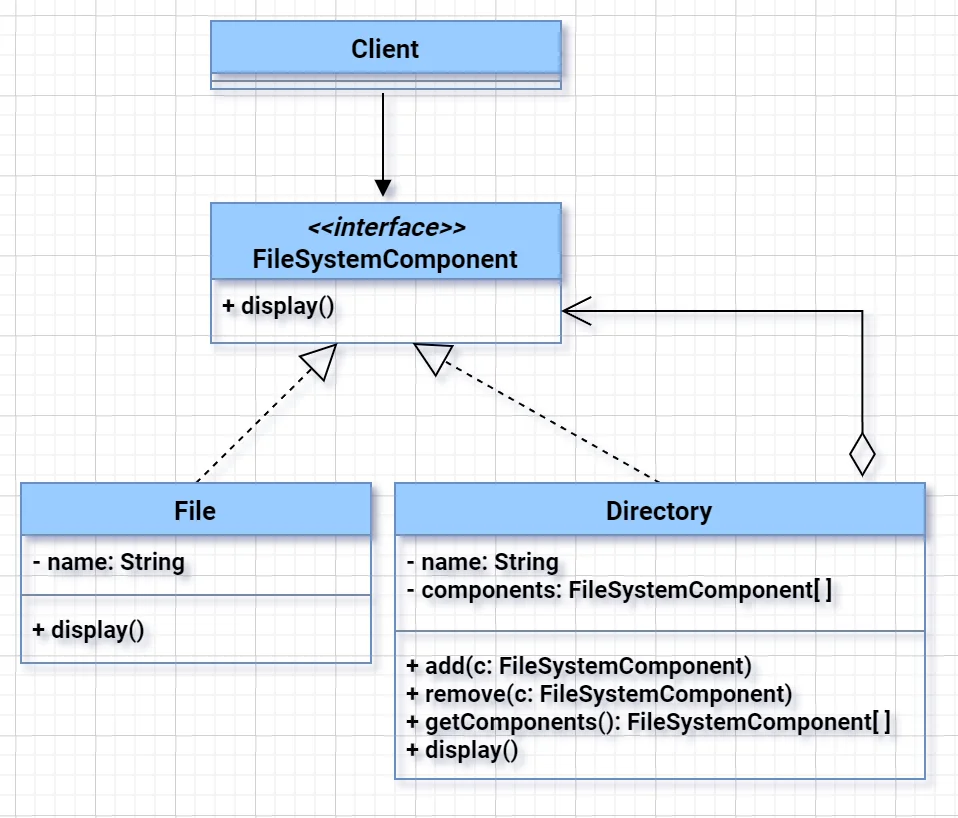 Client
<<interface>>
FileSystemComponent
+ display()
File
- name: String
+ display()
Directory
- name: String
- components: FileSystemComponent[ ]
+ add(c: FileSystemComponent)
+ remove(c: FileSystemComponent)
+ getComponents(): FileSystemComponent[ ]
+ display()